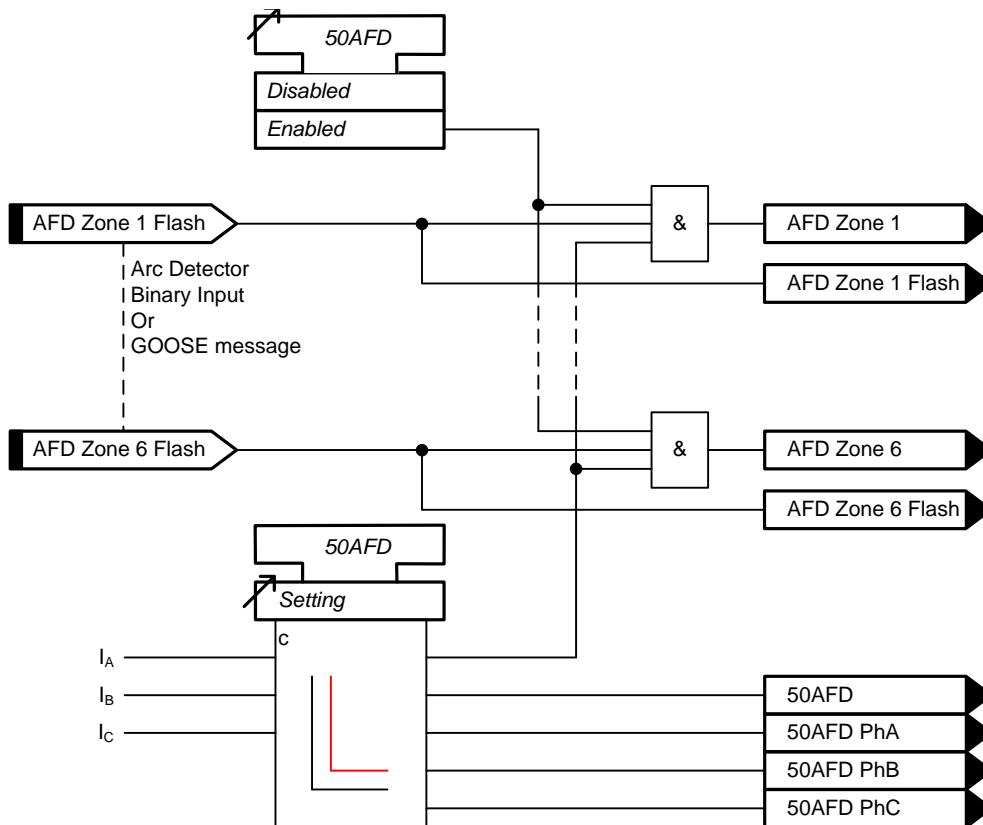 50AFD
Disabled
Enabled
AFD Zone 1 Flash
&
AFD Zone 1
Arc Detector
Binary Input
Or
GOOSE message
AFD Zone 1 Flash
AFD Zone 6 Flash
&
AFD Zone 6
AFD Zone 6 Flash
50AFD
Setting
c
IA
IB
IC
50AFD
50AFD PhA
50AFD PhB
50AFD PhC